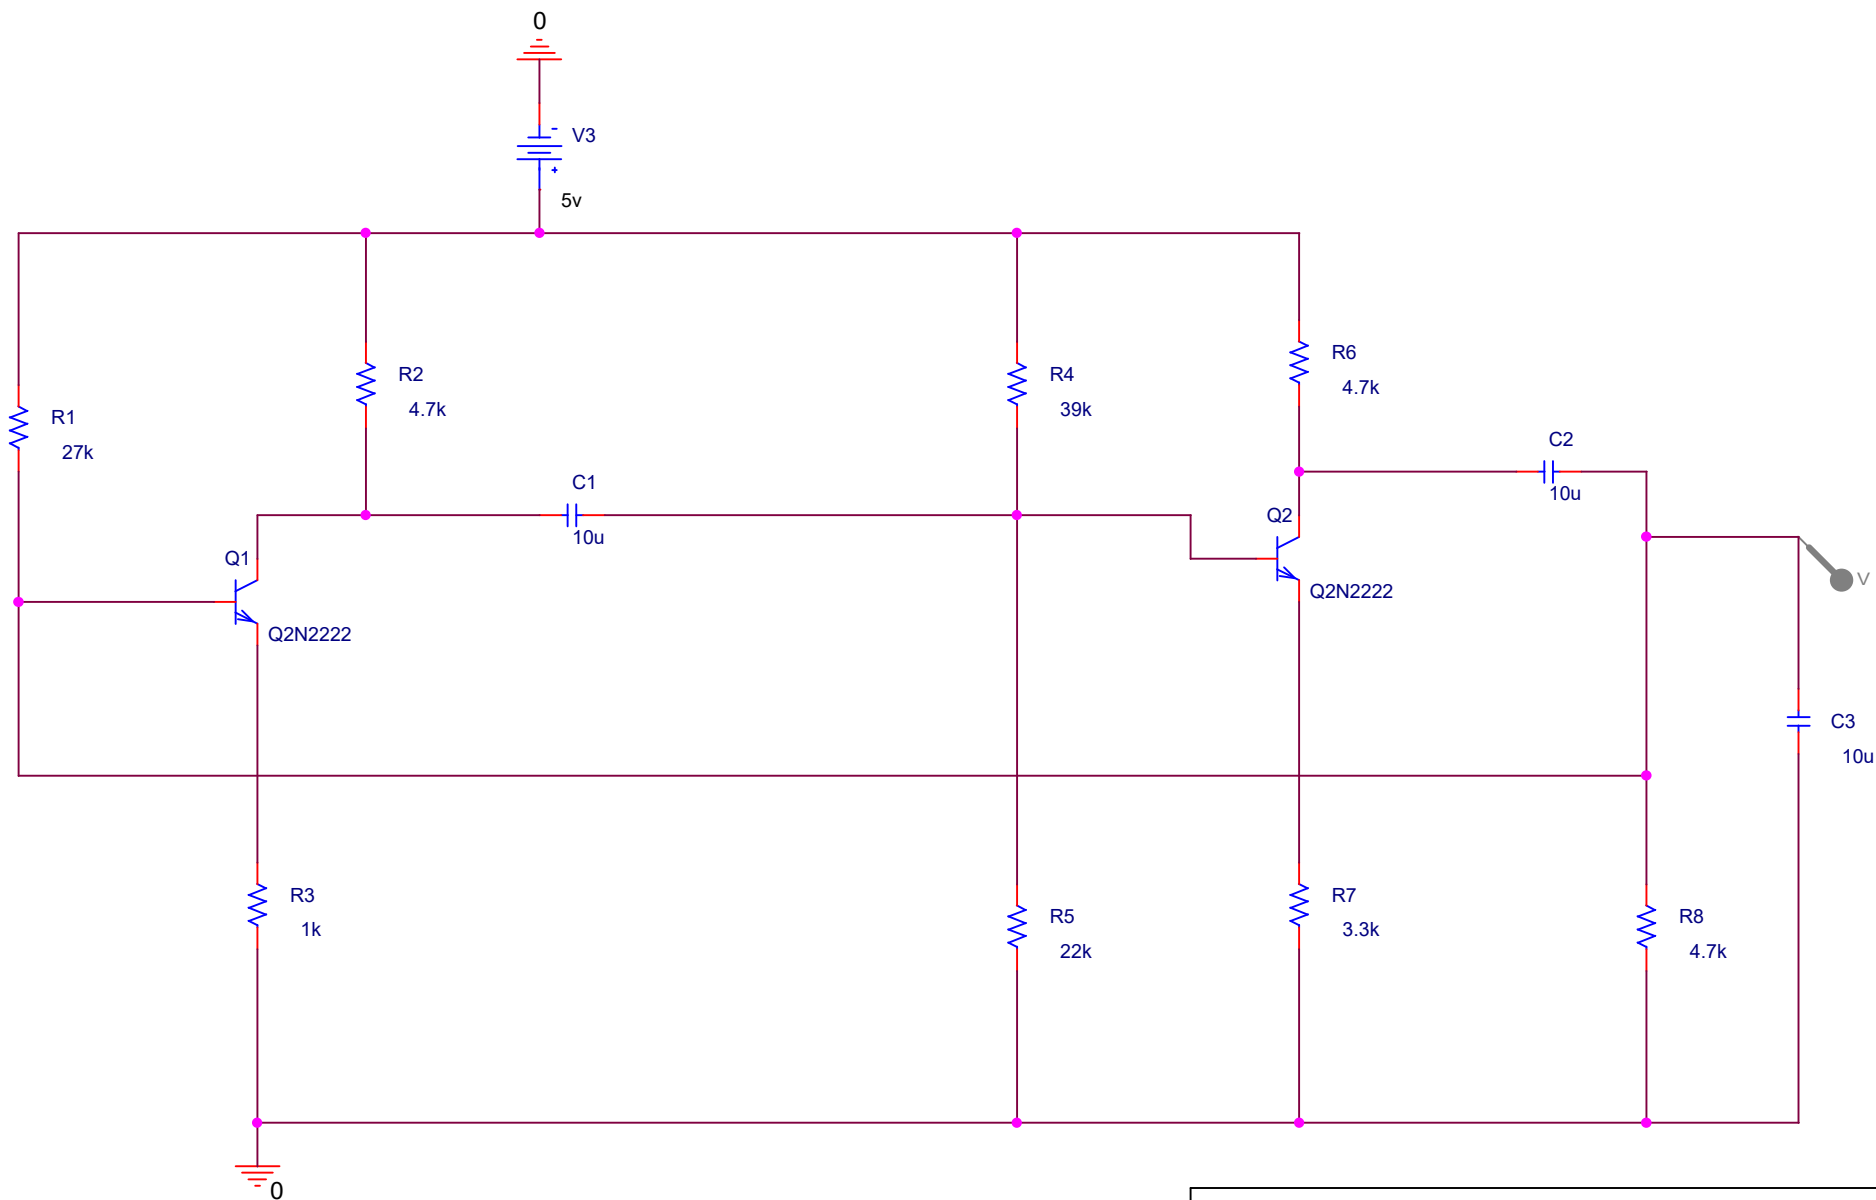 0
-
V3
+
5v
R6
4.7k
R2
4.7k
R4
39k
R1
27k
C2
10u
C1
10u
Q2
Q2N2222
Q1
Q2N2222
V
C3
10u
R3
1k
R7
3.3k
R5
22k
R8
4.7k
0